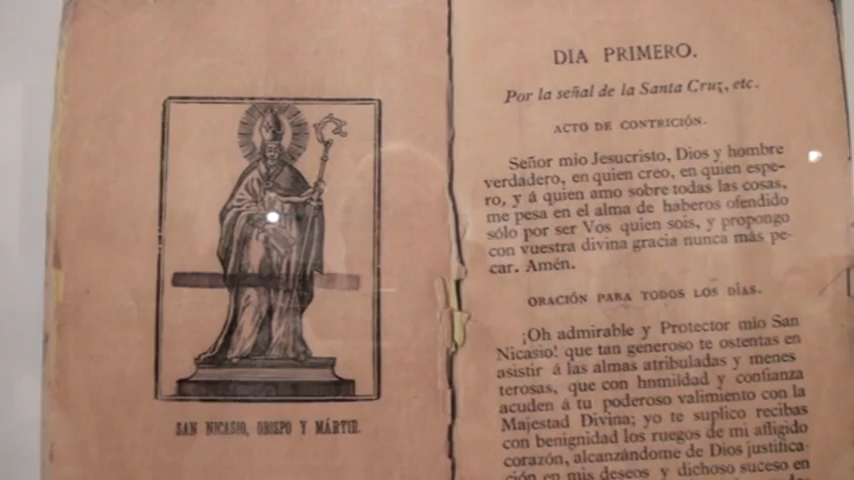 SAN NICASIO, OBISPO Y MÁRTIR.
DIA PRIMERO.
Por la señal de la Santa Cruz, etc.
ACTO DE CONTRICIÓN.
Señor mio Jesucristo, Dios y hombre
verdadero, en quien creo, en quien espe-
ro, y á quien amo sobre todas las cosas,
me pesa en el alma de haberos ofendido
sólo por ser Vos quien sois, y propongo
con vuestra divina gracia nunca más pe-
car. Amén.
ORACIÓN PARA TODOS LOS DÍAS.
¡Oh admirable y Protector mío San
Nicasio! que tan generoso te ostentas en
asistir á las almas atribuladas y menes
terosas, que con hnmildad y confianza
acuden á tu poderoso valimiento con la
Majestad Divina; yo te suplico recibas
con benignidad los ruegos de mi afligido
corazón, alcanzándome de Dios justifica-
ción en mis deseos y dichoso suceso en